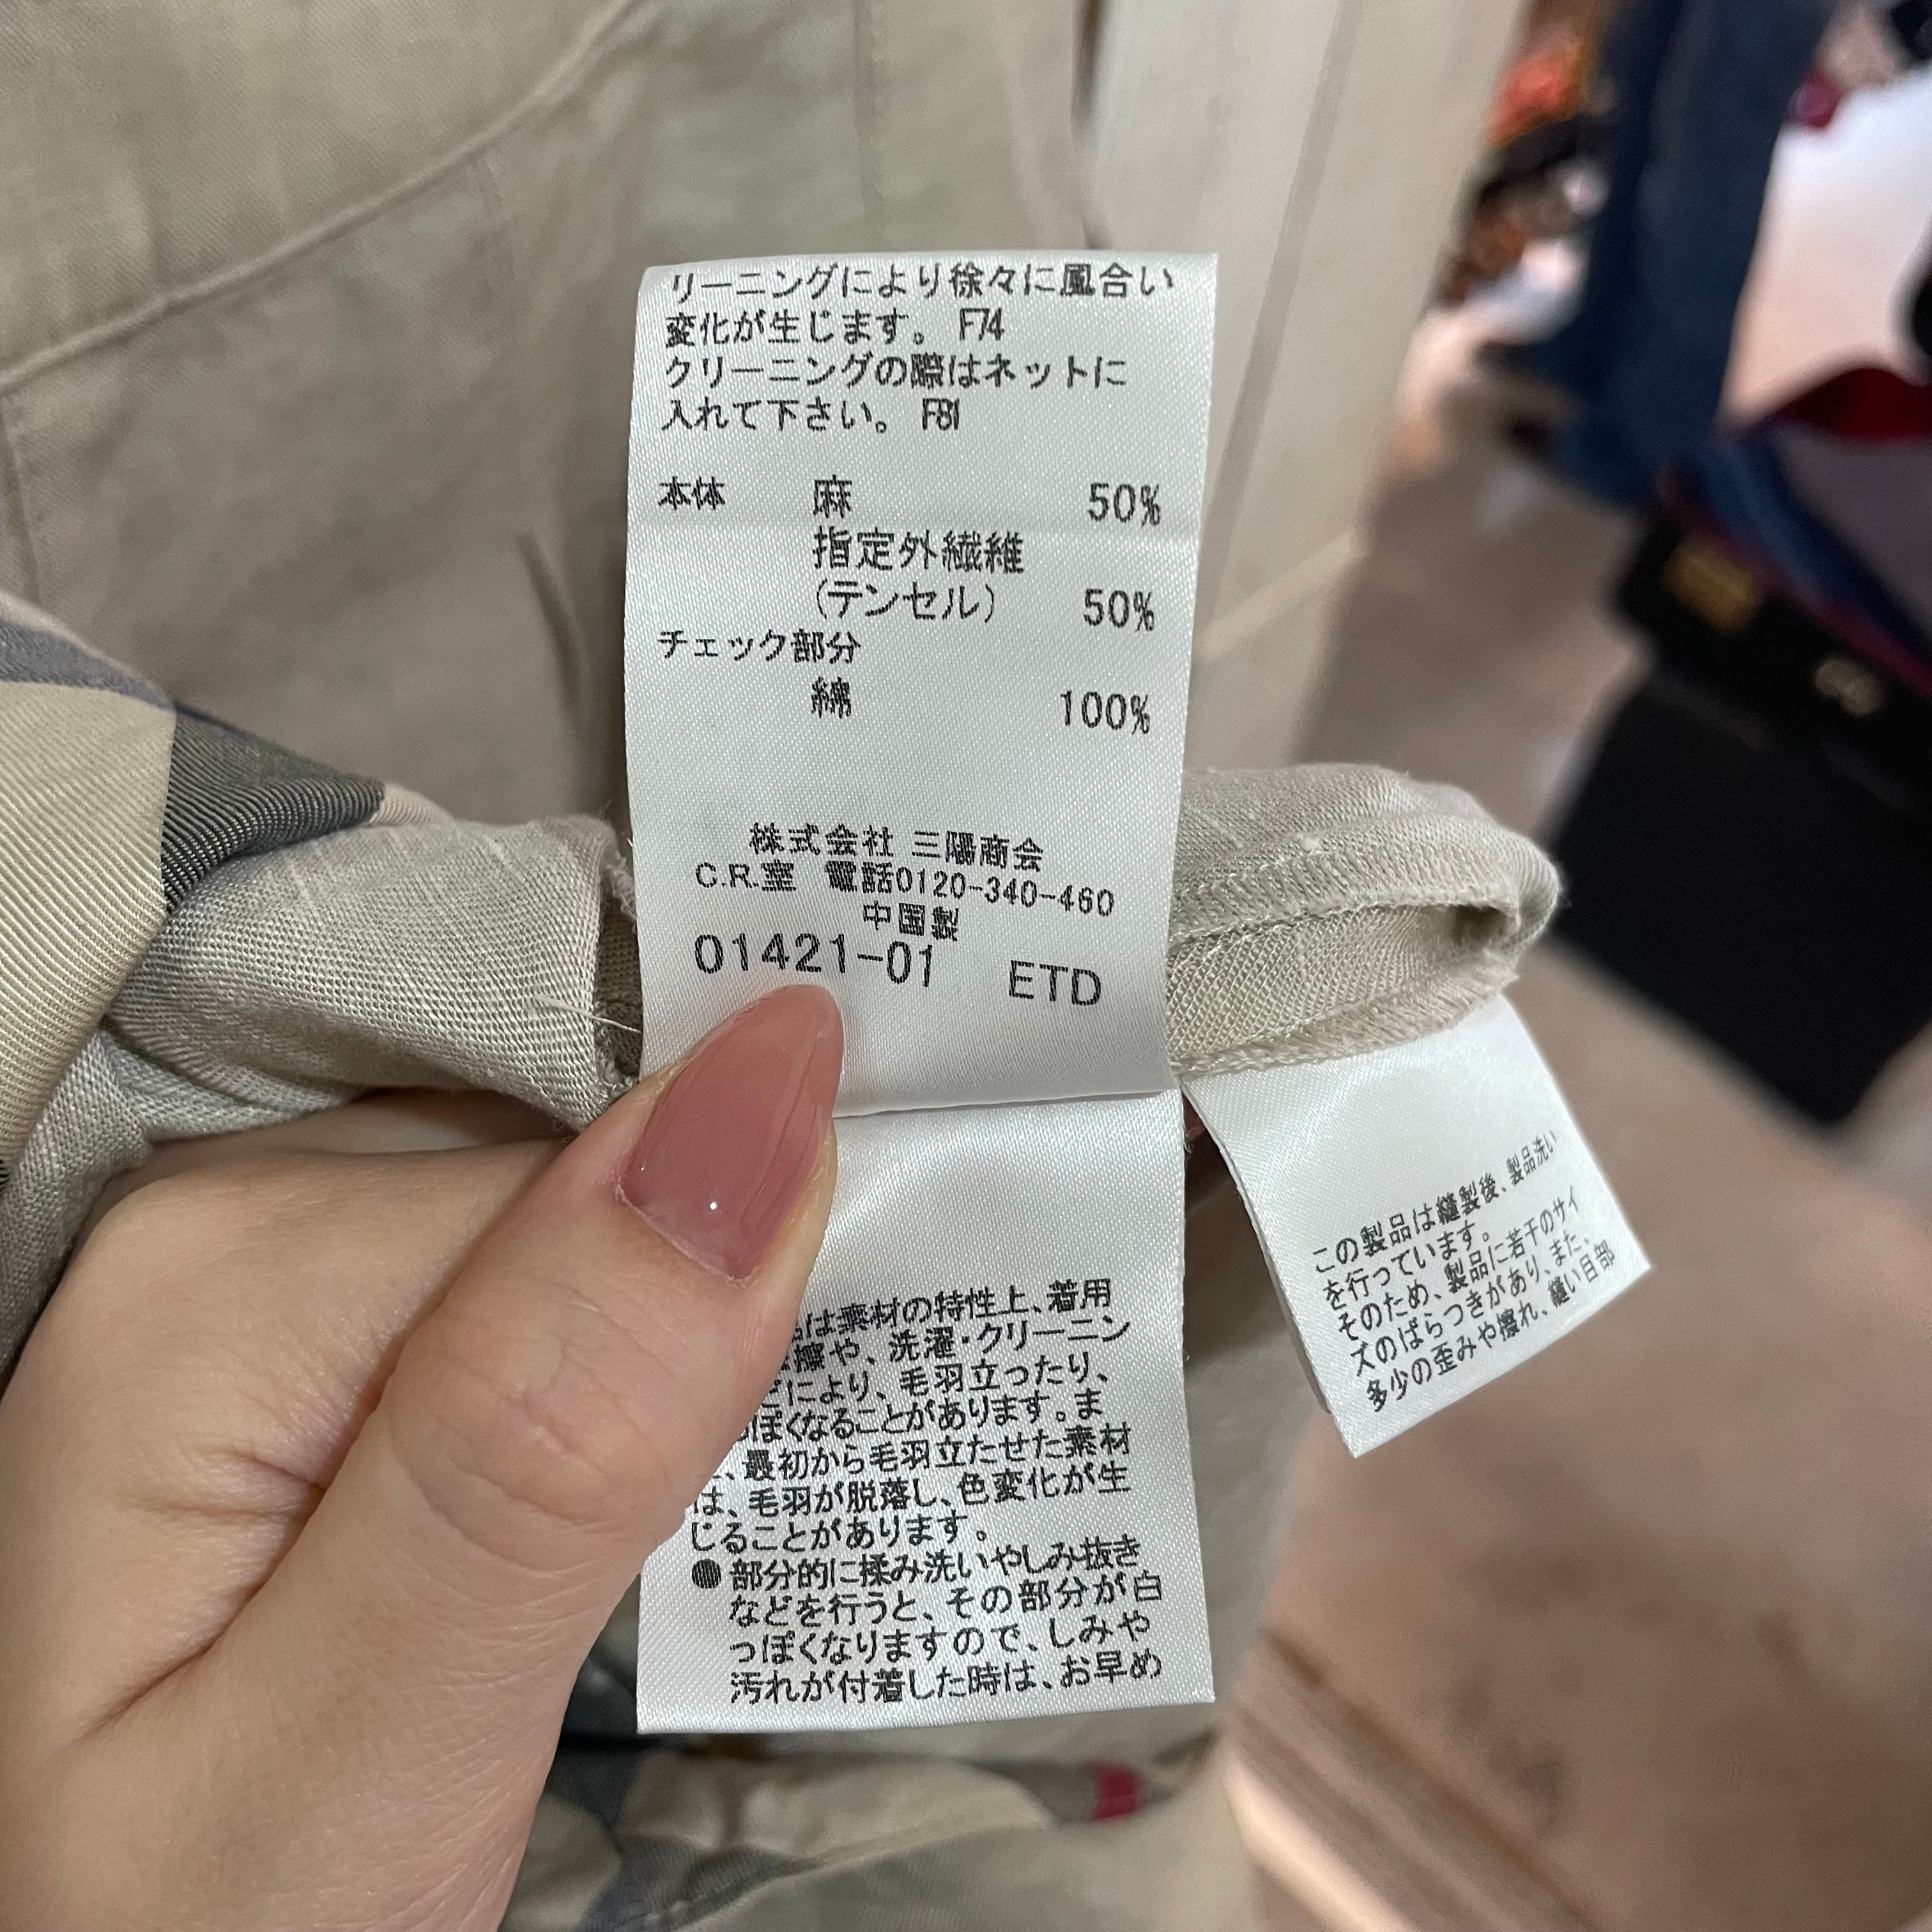 リーニングにより徐々に風合い
変化が生じます。 F74
クリーニングの際はネットに
入れて下さい。 F81
本体 麻 50%
指定外繊維
(テンセル) 50%
チェック部分
綿 100%
株式会社 三陽商会
C.R.室 電話0120-340-460
中国製
01421-01 ETD
は素材の特性上、着用
擦や、洗濯・クリーニン
により、毛羽立ったり、
ぽくなることがあります。ま
、最初から毛羽立たせた素材
は、毛羽が脱落し、色変化が生
じることがあります。
●部分的に揉み洗いやしみ抜き
などを行うと、その部分が白
っぽくなりますので、しみや
汚れが付着した時は、お早め
この製品は縫製後、製品洗い
を行っています。
そのため、製品に若干のサイ
ズのばらつきがあり、また、
多少の歪みや擦れ、縫い目部